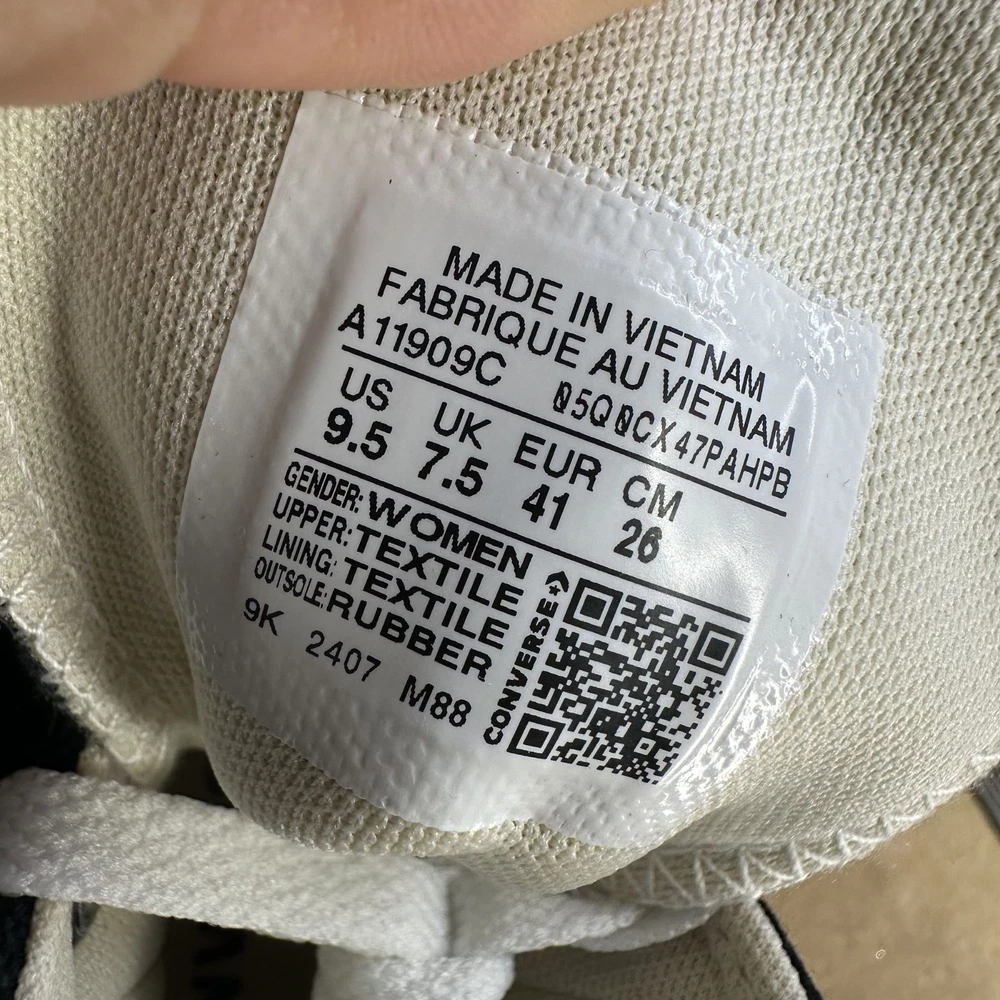 MADE IN VIETNAM
FABRIQUE AU VIETNAM
A11909C 05Q0CX47PAHPB
US UK EUR CM
9.5 7.5 41 26
GENDER: WOMEN
UPPER: TEXTILE
LINING: TEXTILE
OUTSOLE: RUBBER
9K 2407 M88
CONVERSE